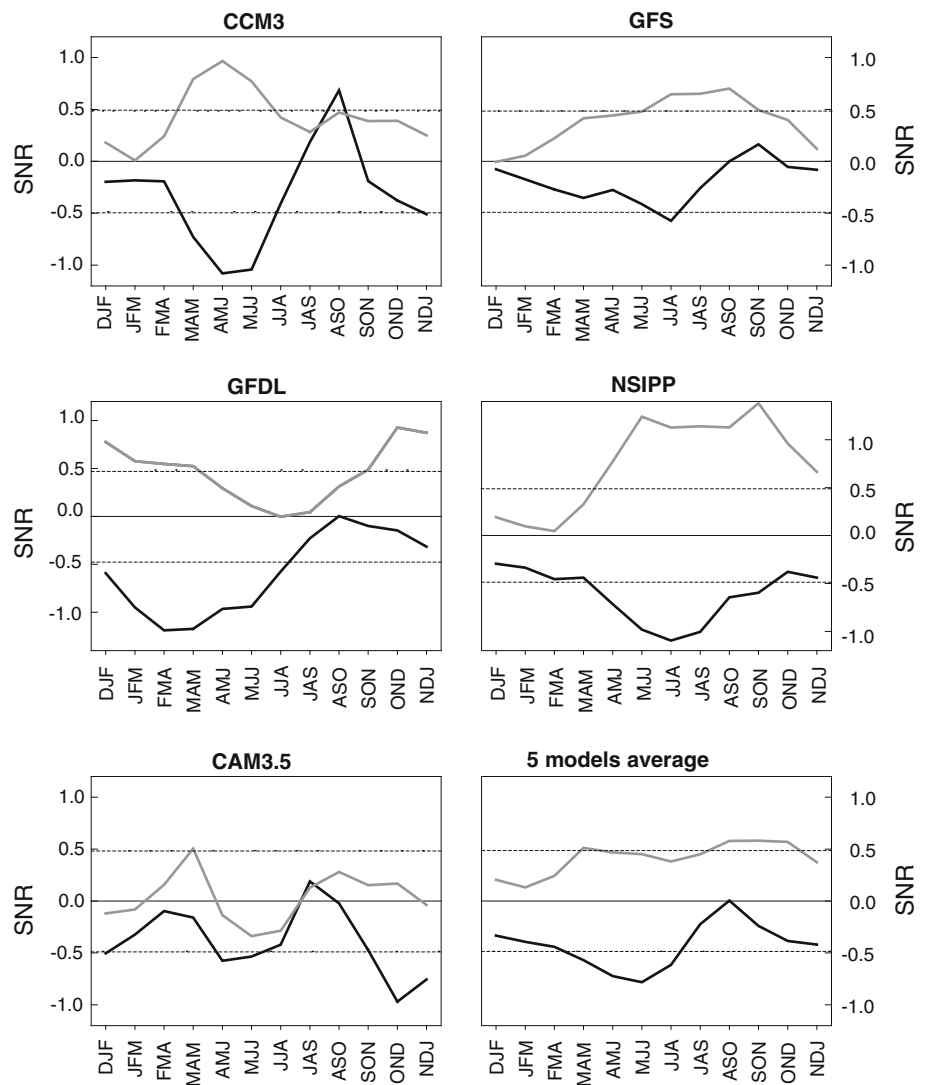 CCM3
GFS
1.0
0.5
0.0
-0.5
-1.0
SNR
DJF
JFM
FMA
MAM
AMJ
MJJ
JJA
JAS
ASO
SON
OND
NDJ
1.0
0.5
0.0
-0.5
-1.0
SNR
DJF
JFM
FMA
MAM
AMJ
MJJ
JJA
JAS
ASO
SON
OND
NDJ
GFDL
NSIPP
1.0
0.5
0.0
-0.5
-1.0
SNR
DJF
JFM
FMA
MAM
AMJ
MJJ
JJA
JAS
ASO
SON
OND
NDJ
1.0
0.5
0.0
-0.5
-1.0
SNR
DJF
JFM
FMA
MAM
AMJ
MJJ
JJA
JAS
ASO
SON
OND
NDJ
CAM3.5
5 models average
1.0
0.5
0.0
-0.5
-1.0
SNR
DJF
JFM
FMA
MAM
AMJ
MJJ
JJA
JAS
ASO
SON
OND
NDJ
1.0
0.5
0.0
-0.5
-1.0
SNR
DJF
JFM
FMA
MAM
AMJ
MJJ
JJA
JAS
ASO
SON
OND
NDJ